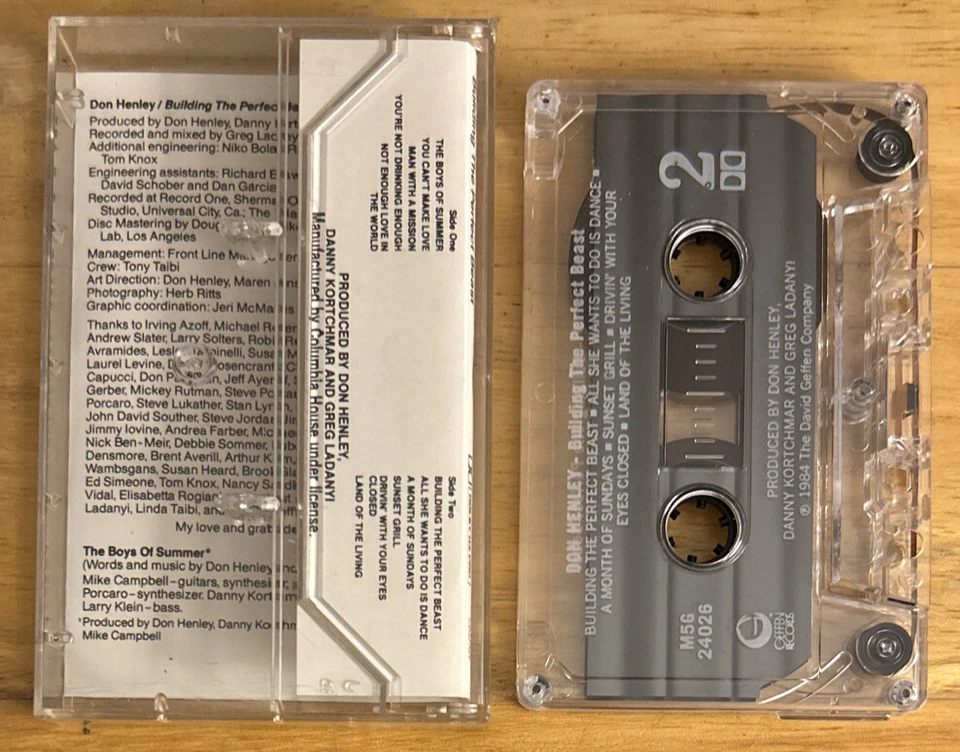 Don Henley / Building The Perfec
Produced by Don Henley, Danny
Recorded and mixed by Greg
Additional engineering: Niko
Tom Knox
Engineering assistants: Richard
David Schober and Dan Garcia
Recorded at Record One,
Studio, Universal City, Ca.; The
Disc Mastering by
Lab, Los Angeles
Management: Front Line
Crew: Tony Taibi
Art Direction: Don Henley, Maren
Photography: Herb Ritts
Graphic coordination: Jeri
Thanks to Irving Azoff, Michael
Andrew Slater, Larry Solters,
Avramides,
Laurel Levine,
Capucci, Don
Gerber, Mickey Rutman, Steve
Porcaro, Steve Lukather, Stan
John David Souther, Steve
Jimmy Iovine, Andrea Farber,
Nick Ben-Meir, Debbie Sommer,
Densmore, Brent Averill, Arthur
Wambsgans, Susan Heard,
Ed Simeone, Tom Knox, Nancy
Vidal, Elisabetta
Ladanyi, Linda Taibi,
My love and
The Boys Of Summer*
(Words and music by Don Henley
Mike Campbell–guitars,
Porcaro–synthesizer. Danny
Larry Klein–bass.
*Produced by Don Henley, Danny
Mike Campbell
Side One
THE BOYS OF SUMMER
YOU CAN'T MAKE LOVE
MAN WITH A MISSION
YOU'RE NOT DRINKING ENOUGH
NOT ENOUGH LOVE IN
THE WORLD
Side Two
BUILDING THE PERFECT BEAST
ALL SHE WANTS TO DO IS DANCE
A MONTH OF SUNDAYS
SUNSET GRILL
DRIVIN' WITH YOUR EYES
CLOSED
LAND OF THE LIVING
PRODUCED BY DON HENLEY,
DANNY KORTCHMAR AND GREG LADANYI
Manufactured by Columbia House under license.
2
DON HENLEY - Building The Perfect Beast
BUILDING THE PERFECT BEAST ■ ALL SHE WANTS TO DO IS DANCE ■
A MONTH OF SUNDAYS ■ SUNSET GRILL ■ DRIVIN' WITH YOUR
EYES CLOSED ■ LAND OF THE LIVING
M5G
24026
PRODUCED BY DON HENLEY,
DANNY KORTCHMAR AND GREG LADANYI
℗ 1984 The David Geffen Company
GEFFEN
RECORDS